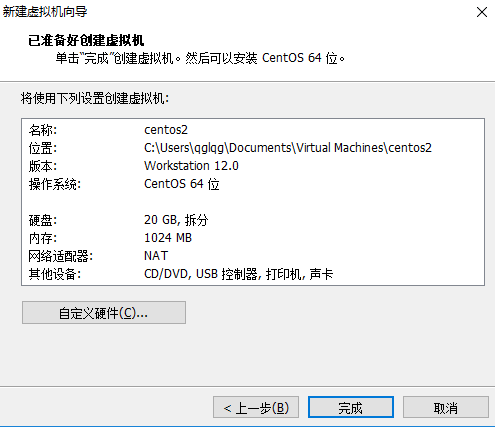 新建虚拟机向导
已准备好创建虚拟机
单击“完成”创建虚拟机。然后可以安装 CentOS 64 位。
将使用下列设置创建虚拟机:
名称: centos2
位置: C:\Users\qglqg\Documents\Virtual Machines\centos2
版本: Workstation 12.0
操作系统: CentOS 64 位
硬盘: 20 GB, 拆分
内存: 1024 MB
网络适配器: NAT
其他设备: CD/DVD, USB 控制器, 打印机, 声卡
自定义硬件(C)...
< 上一步(B) 完成 取消